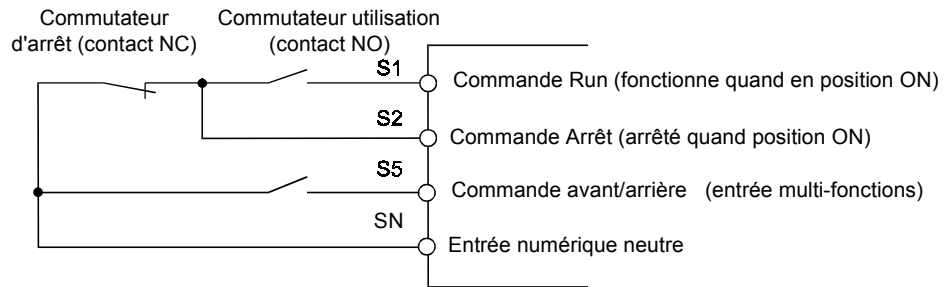 Commutateur
d'arrêt (contact NC)
Commutateur utilisation
(contact NO)
S1
Commande Run (fonctionne quand en position ON)
S2
Commande Arrêt (arrêté quand position ON)
S5
Commande avant/arrière (entrée multi-fonctions)
SN
Entrée numérique neutre